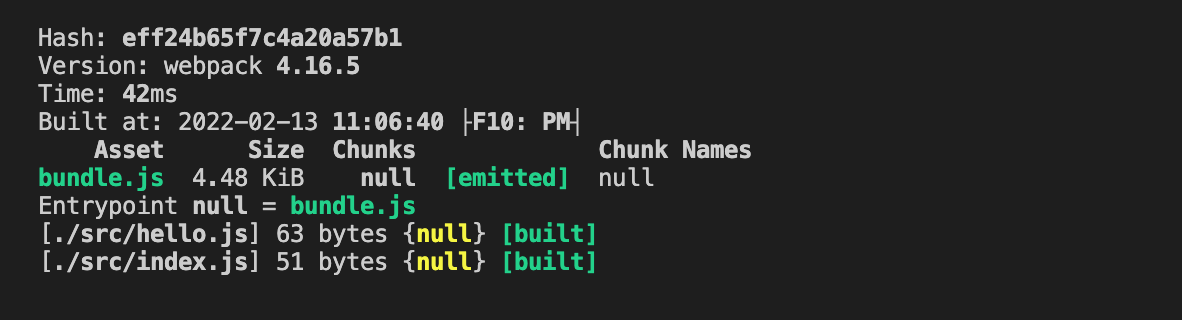 Hash: eff24b65f7c4a20a57b1
Version: webpack 4.16.5
Time: 42ms
Built at: 2022-02-13 11:06:40 ├F10: PM┤
    Asset      Size  Chunks             Chunk Names
bundle.js  4.48 KiB    null  [emitted]  null
Entrypoint null = bundle.js
[./src/hello.js] 63 bytes {null} [built]
[./src/index.js] 51 bytes {null} [built]